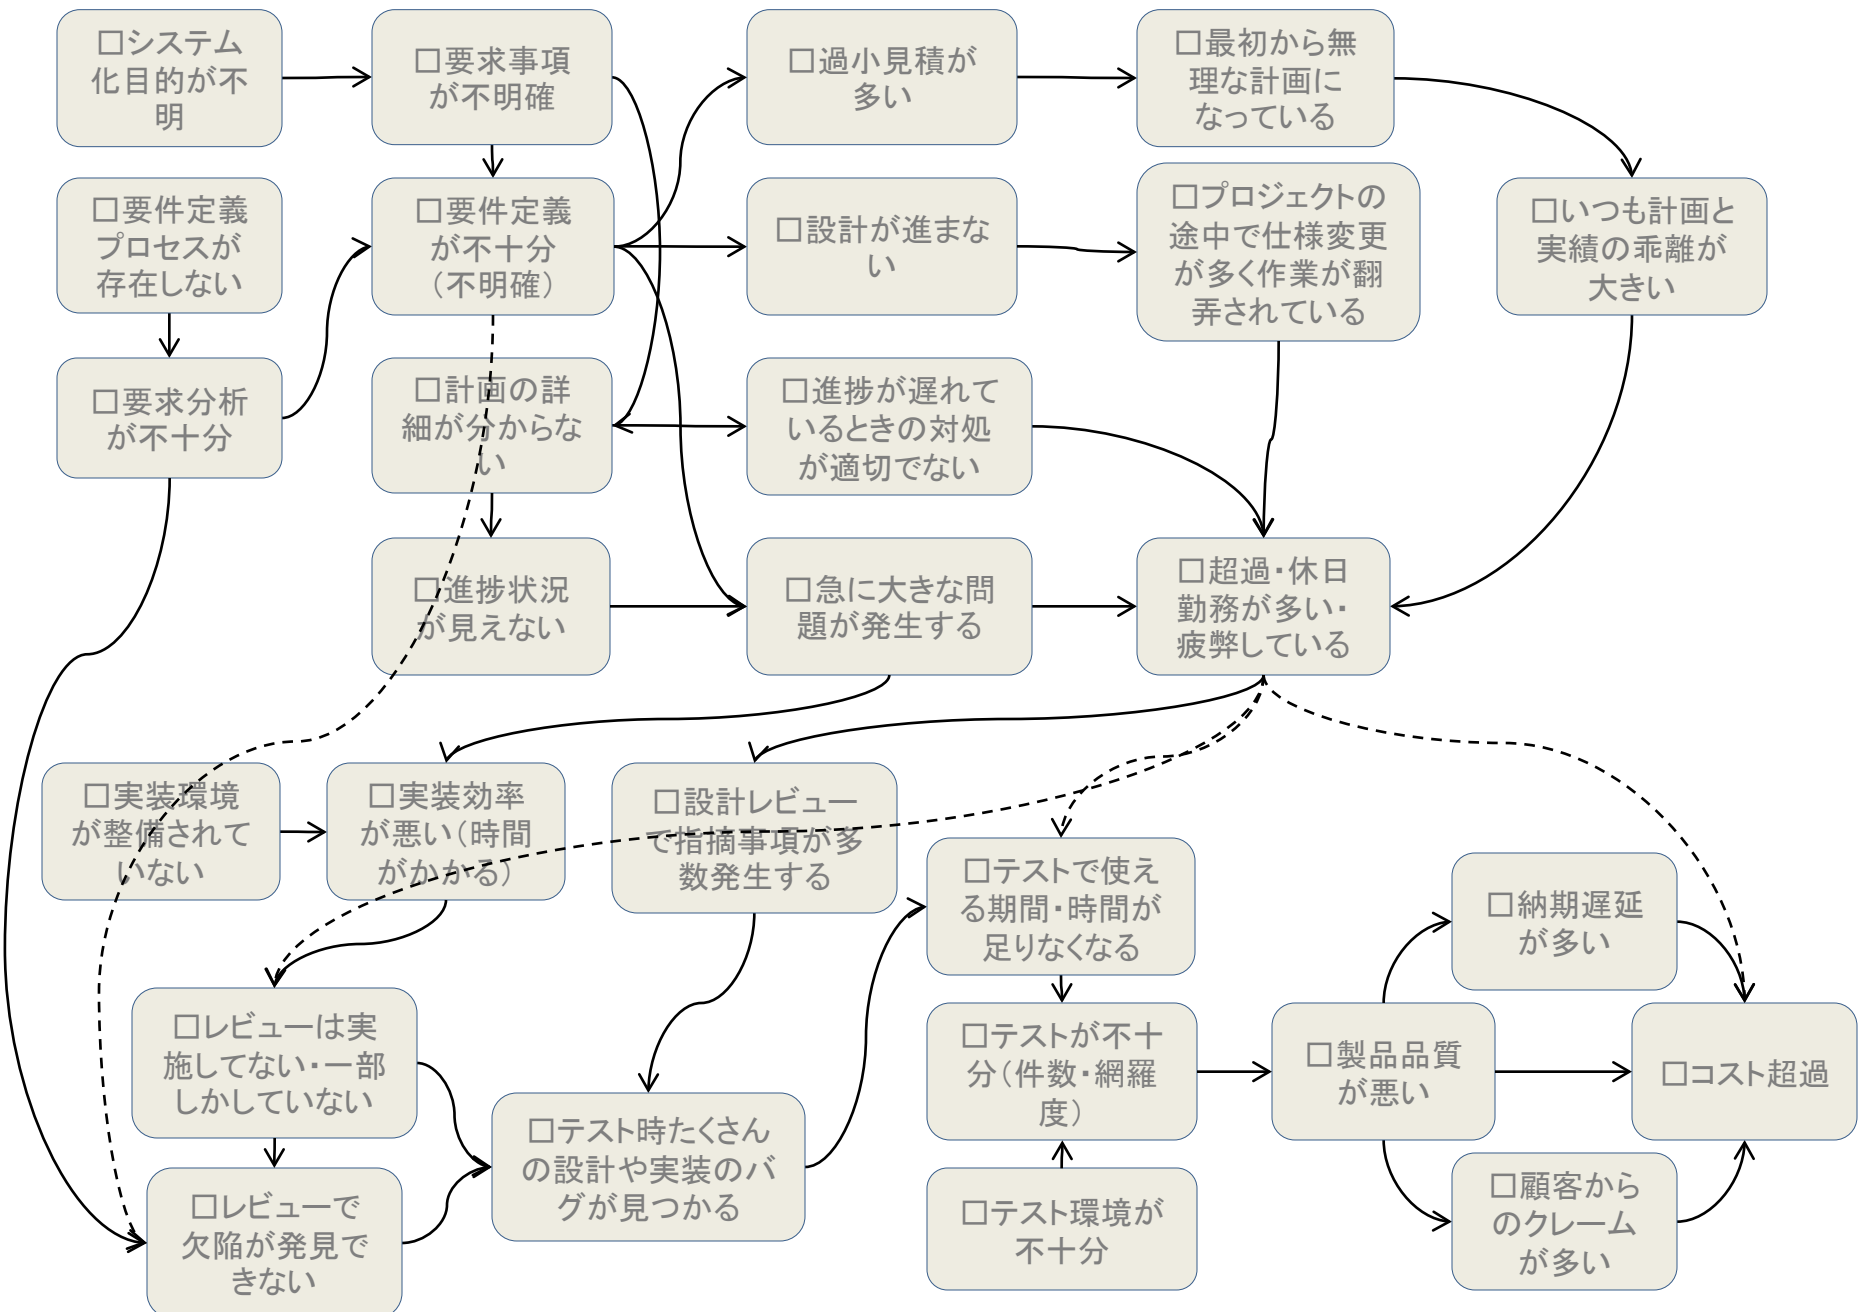 □システム
化目的が不
明
□要求事項
が不明確
□過小見積が
多い
□最初から無
理な計画に
なっている
□要件定義
プロセスが
存在しない
□要件定義
が不十分
（不明確）
□設計が進まな
い
□プロジェクトの
途中で仕様変更
が多く作業が翻
弄されている
□いつも計画と
実績の乖離が
大きい
□要求分析
が不十分
□計画の詳
細が分からな
い
□進捗が遅れて
いるときの対処
が適切でない
□進捗状況
が見えない
□急に大きな問
題が発生する
□超過・休日
勤務が多い・
疲弊している
□実装環境
が整備されて
いない
□実装効率
が悪い（時間
がかかる）
□設計レビュー
で指摘事項が多
数発生する
□テストで使え
る期間・時間が
足りなくなる
□納期遅延
が多い
□レビューは実
施してない・一部
しかしていない
□テストが不十
分（件数・網羅
度）
□製品品質
が悪い
□コスト超過
□テスト時たくさん
の設計や実装のバ
グが見つかる
□レビューで
欠陥が発見で
きない
□テスト環境が
不十分
□顧客から
のクレーム
が多い